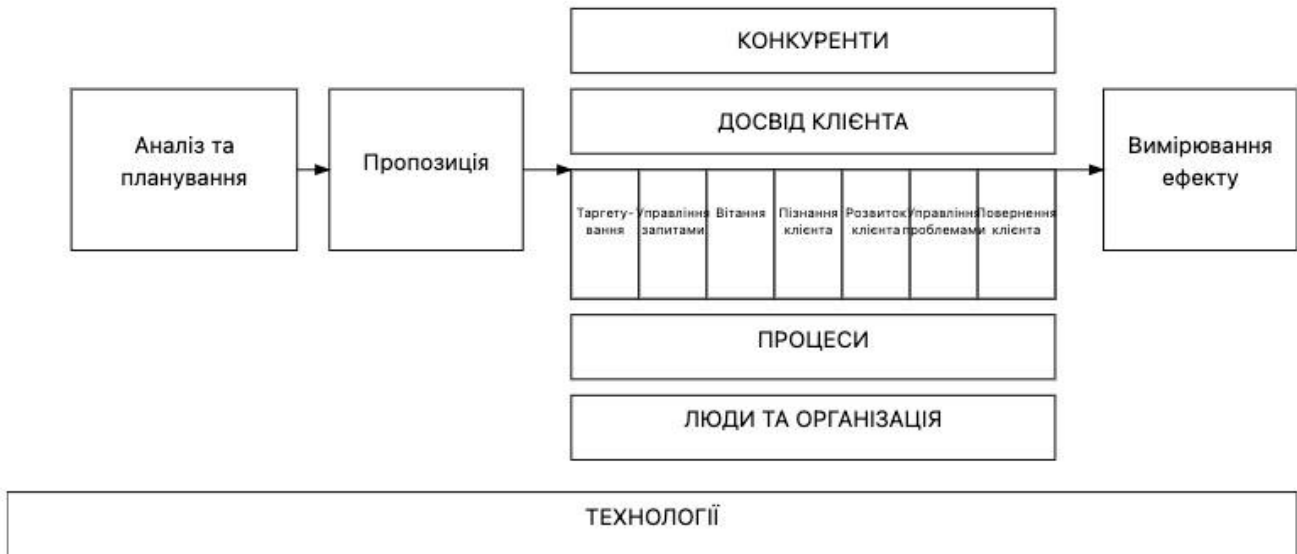 КОНКУРЕНТИ
ДОСВІД КЛІЄНТА
Аналіз та
планування
Пропозиція
Вимірювання
ефекту
Таргету-
вання
Управління
запитами
Вітання
Пізнання
клієнта
Розвиток
клієнта
Управління
проблемами
Повернення
клієнта
ПРОЦЕСИ
ЛЮДИ ТА ОРГАНІЗАЦІЯ
ТЕХНОЛОГІЇ